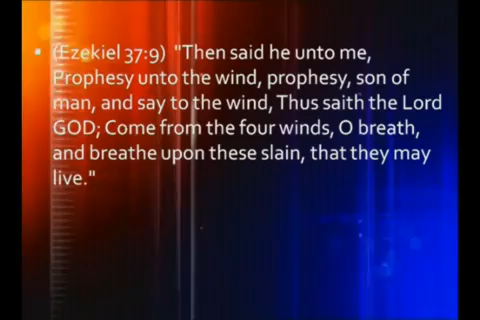 ▪ (Ezekiel 37:9)  "Then said he unto me,
Prophesy unto the wind, prophesy, son of
man, and say to the wind, Thus saith the Lord
GOD; Come from the four winds, O breath,
and breathe upon these slain, that they may
live."